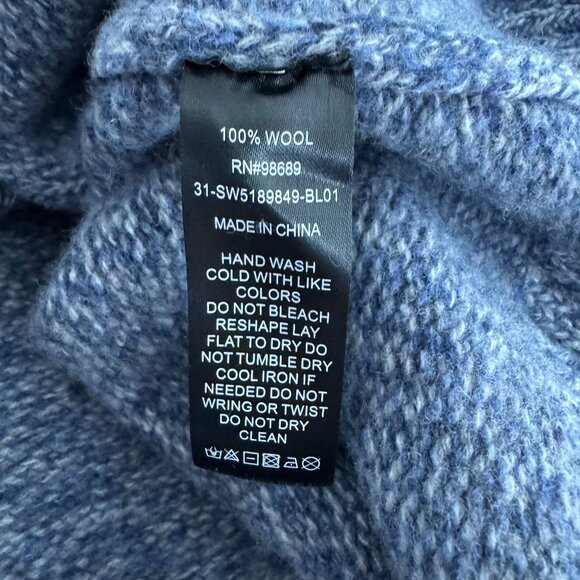 100% WOOL
RN#98689
31-SW5189849-BL01
MADE IN CHINA
HAND WASH
COLD WITH LIKE
COLORS
DO NOT BLEACH
RESHAPE LAY
FLAT TO DRY DO
NOT TUMBLE DRY
COOL IRON IF
NEEDED DO NOT
WRING OR TWIST
DO NOT DRY
CLEAN